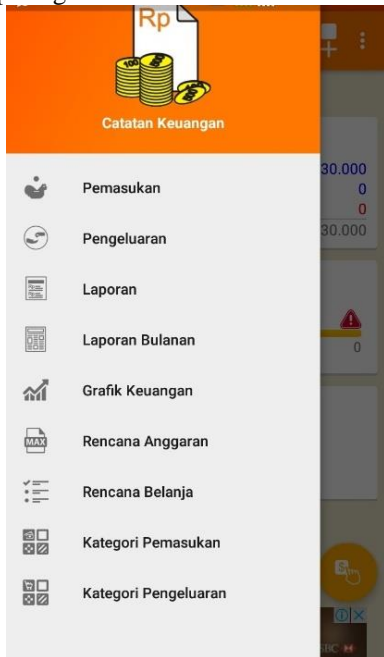 Rp
Catatan Keuangan
30.000
0
0
30.000
0
Pemasukan
Pengeluaran
Laporan
Laporan Bulanan
Grafik Keuangan
MAX
Rencana Anggaran
Rencana Belanja
Kategori Pemasukan
Kategori Pengeluaran